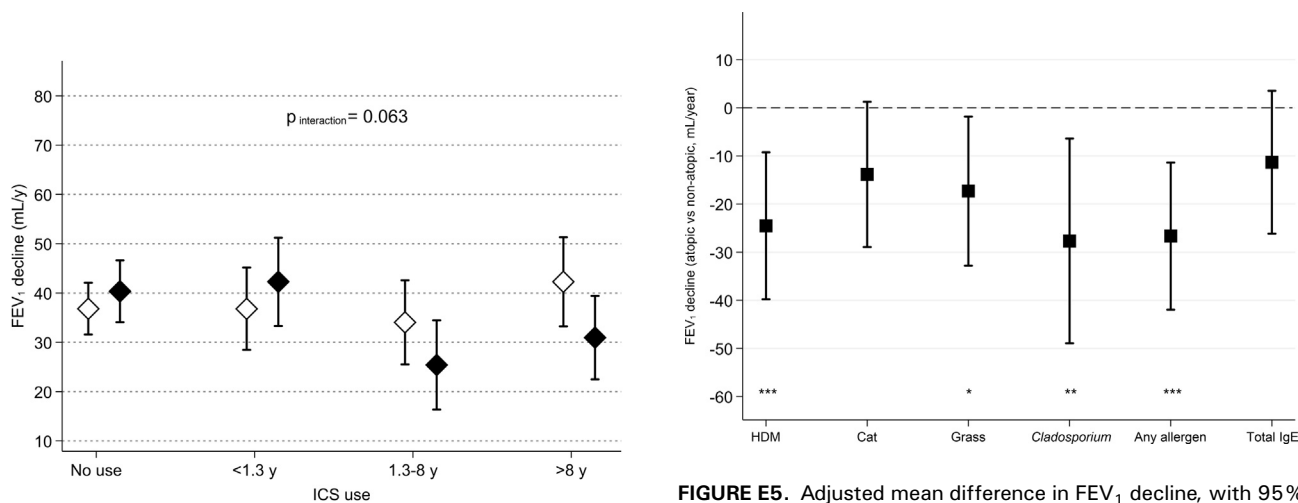 80
70
60
50
40
30
20
10
FEV₁ decline (mL/y)
p interaction = 0.063
No use
<1.3 y
1.3-8 y
>8 y
ICS use
10
0
-10
-20
-30
-40
-50
-60
FEV₁ decline (atopic vs non-atopic, mL/year)
***
*
**
***
HDM
Cat
Grass
Cladosporium
Any allergen
Total IgE
FIGURE E5. Adjusted mean difference in FEV₁ decline, with 95%